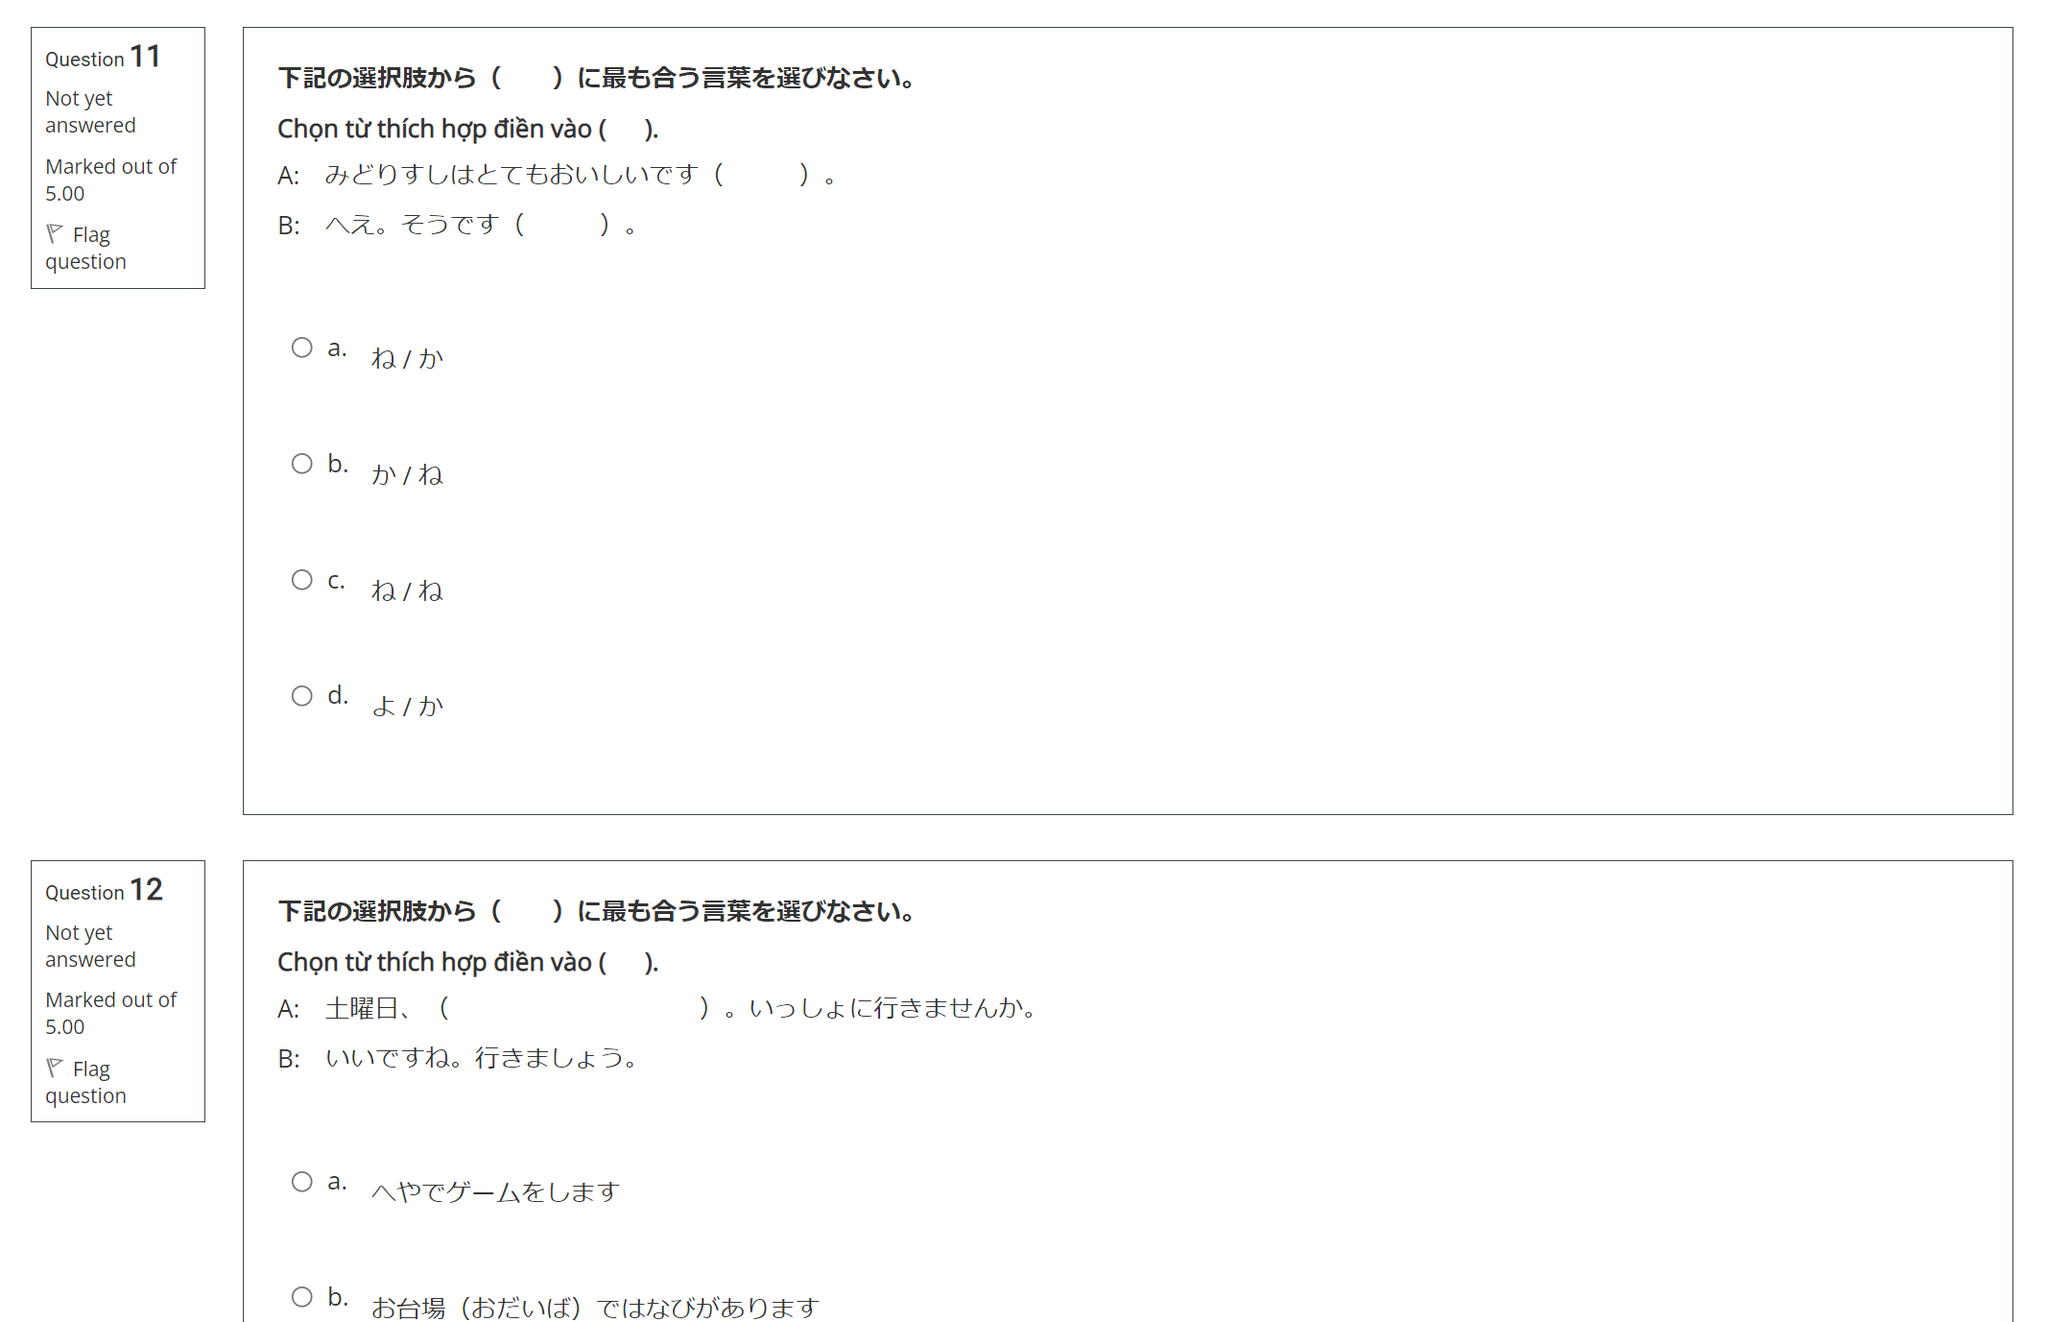 Question 11
Not yet
answered
Marked out of
5.00
Flag
question
下記の選択肢から（　　）に最も合う言葉を選びなさい。
Chọn từ thích hợp điền vào (      ).
A:　みどりすしはとてもおいしいです（　　　）。
B:　へえ。そうです（　　　）。
a. ね / か
b. か / ね
c. ね / ね
d. よ / か
Question 12
Not yet
answered
Marked out of
5.00
Flag
question
下記の選択肢から（　　）に最も合う言葉を選びなさい。
Chọn từ thích hợp điền vào (      ).
A:　土曜日、（　　　　　　　　　　）。いっしょに行きませんか。
B:　いいですね。行きましょう。
a. へやでゲームをします
b. お台場（おだいば）ではなびがあります